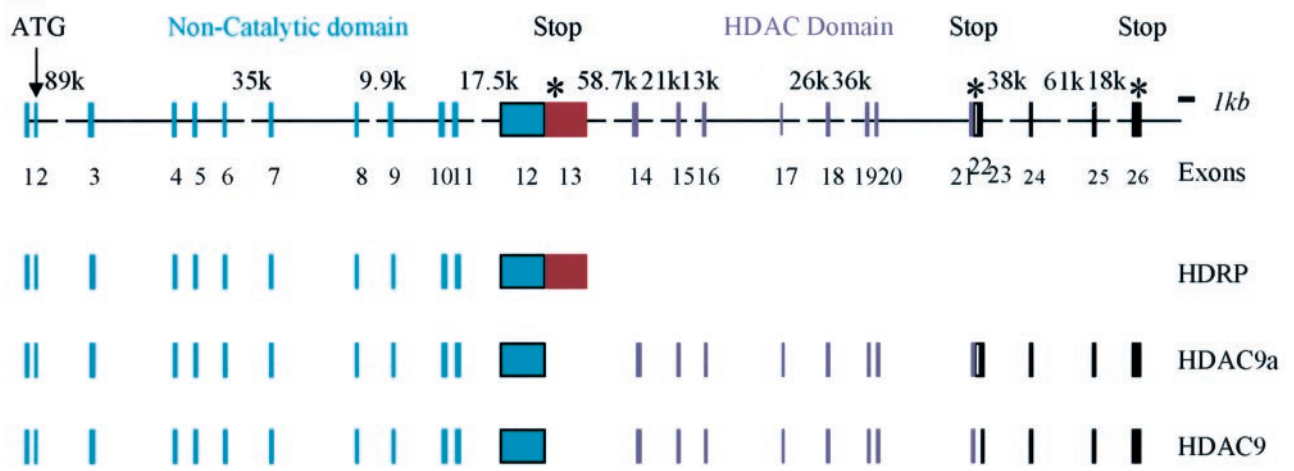 ATG Non-Catalytic domain Stop HDAC Domain Stop Stop
89k 35k 9.9k 17.5k * 58.7k 21k 13k 26k 36k * 38k 61k 18k * 1kb
1 2 3 4 5 6 7 8 9 10 11 12 13 14 15 16 17 18 19 20 21 22 23 24 25 26 Exons
HDRP
HDAC9a
HDAC9